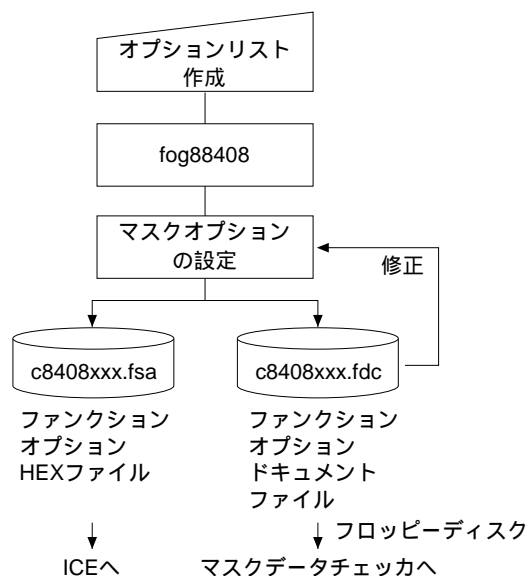 オプションリスト
作成
fog88408
マスクオプション
の設定
修正
c8408xxx.fsa
c8408xxx.fdc
ファンクション
オプション
HEXファイル
ファンクション
オプション
ドキュメント
ファイル
フロッピーディスク
ICEへ
マスクデータチェッカへ